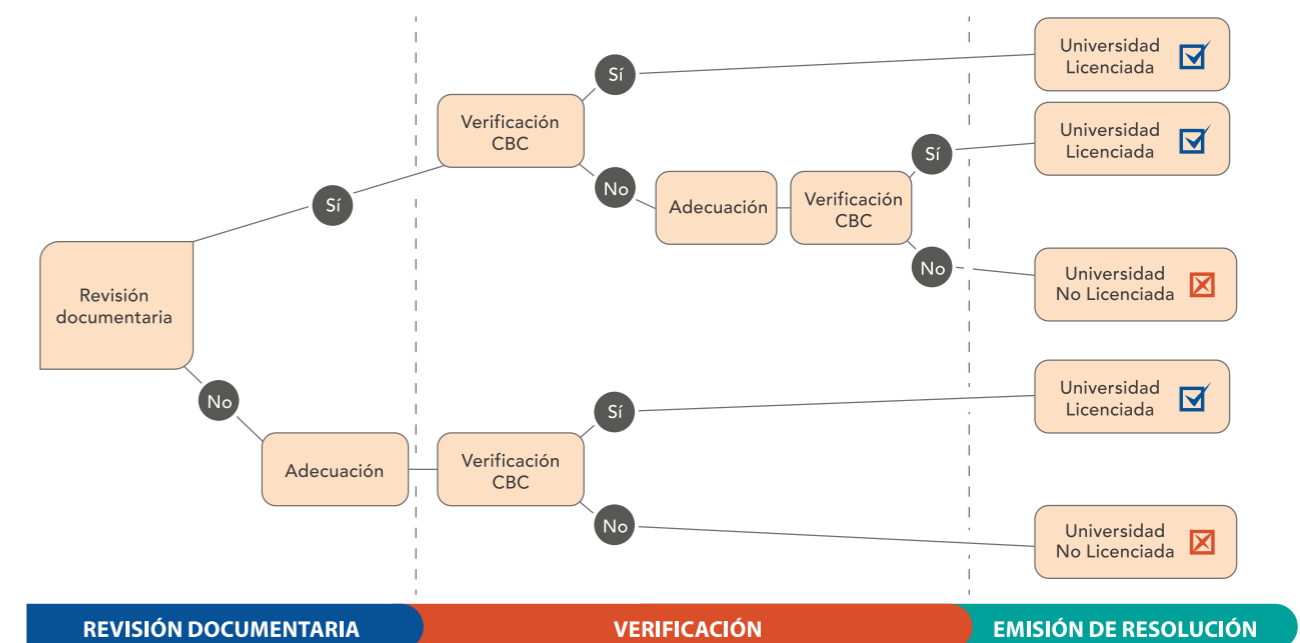 Universidad
Licenciada
Sí
Verificación
CBC
Universidad
Licenciada
Sí
No
Adecuación
Verificación
CBC
Sí
No
Universidad
No Licenciada
Revisión
documentaria
No
Universidad
Licenciada
Sí
Adecuación
Verificación
CBC
No
Universidad
No Licenciada
REVISIÓN DOCUMENTARIA
VERIFICACIÓN
EMISIÓN DE RESOLUCIÓN